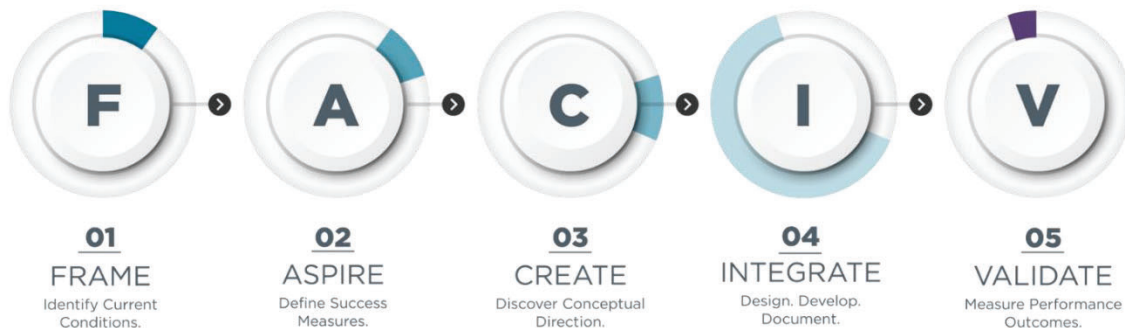 F
A
C
I
V
01
FRAME
Identify Current
Conditions.
02
ASPIRE
Define Success
Measures.
03
CREATE
Discover Conceptual
Direction.
04
INTEGRATE
Design. Develop.
Document.
05
VALIDATE
Measure Performance
Outcomes.